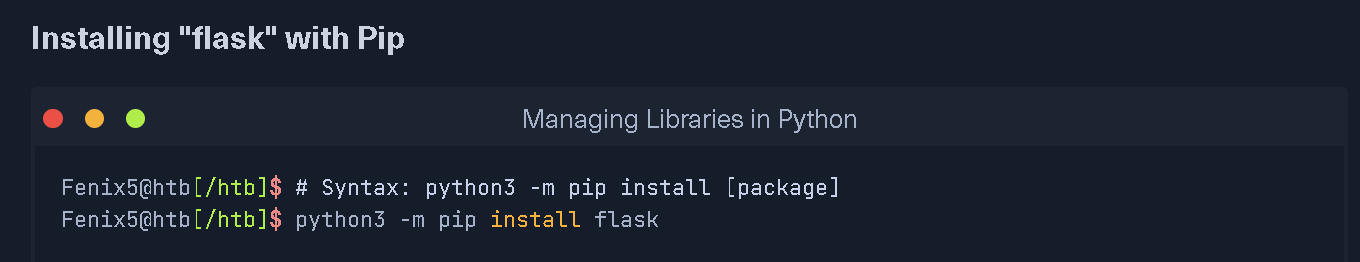 Installing "flask" with Pip
Managing Libraries in Python
Fenix5@htb[/htb]$ # Syntax: python3 -m pip install [package]
Fenix5@htb[/htb]$ python3 -m pip install flask